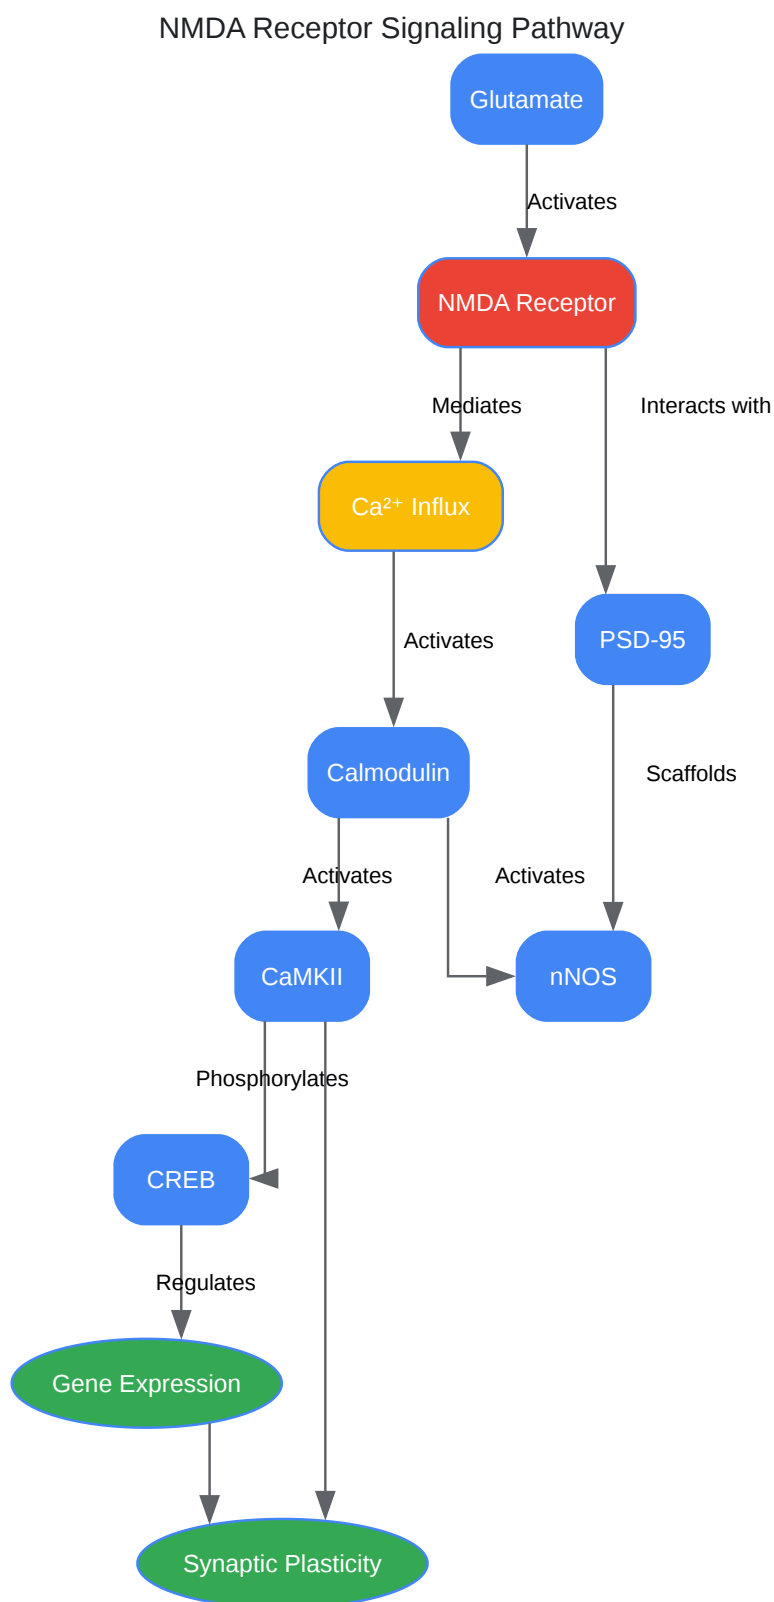 NMDA Receptor Signaling Pathway
Glutamate
Activates
NMDA Receptor
Mediates
Interacts with
Ca²⁺ Influx
PSD-95
Activates
Calmodulin
Scaffolds
Activates
Activates
CaMKII
nNOS
Phosphorylates
CREB
Regulates
Gene Expression
Synaptic Plasticity